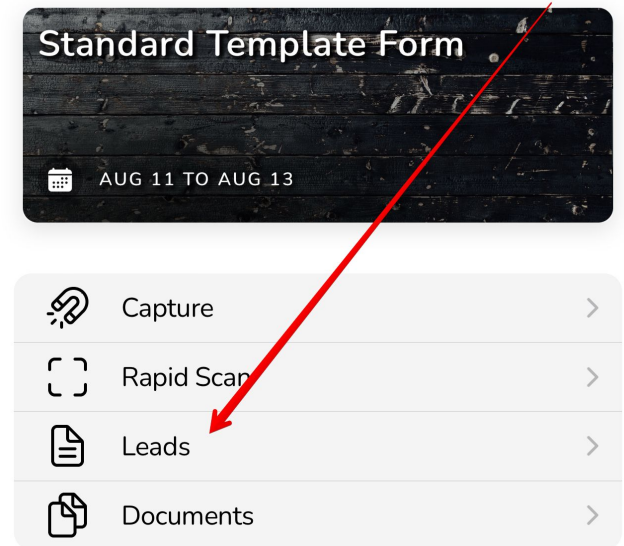 Standard Template Form
AUG 11 TO AUG 13
Capture
Rapid Scan
Leads
Documents